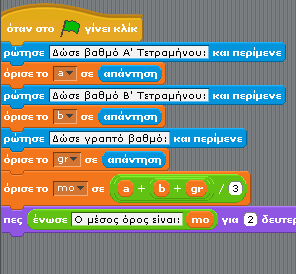 όταν στο γίνει κλικ
ρώτησε Δώσε βαθμό Α' Τετραμήνου: και περίμενε
όρισε το a σε απάντηση
ρώτησε Δώσε βαθμό Β' Τετραμήνου: και περίμενε
όρισε το b σε απάντηση
ρώτησε Δώσε γραπτό βαθμό: και περίμενε
όρισε το gr σε απάντηση
όρισε το mo σε a + b + gr / 3
πες ένωσε Ο μέσος όρος είναι: mo για 2 δευτερ